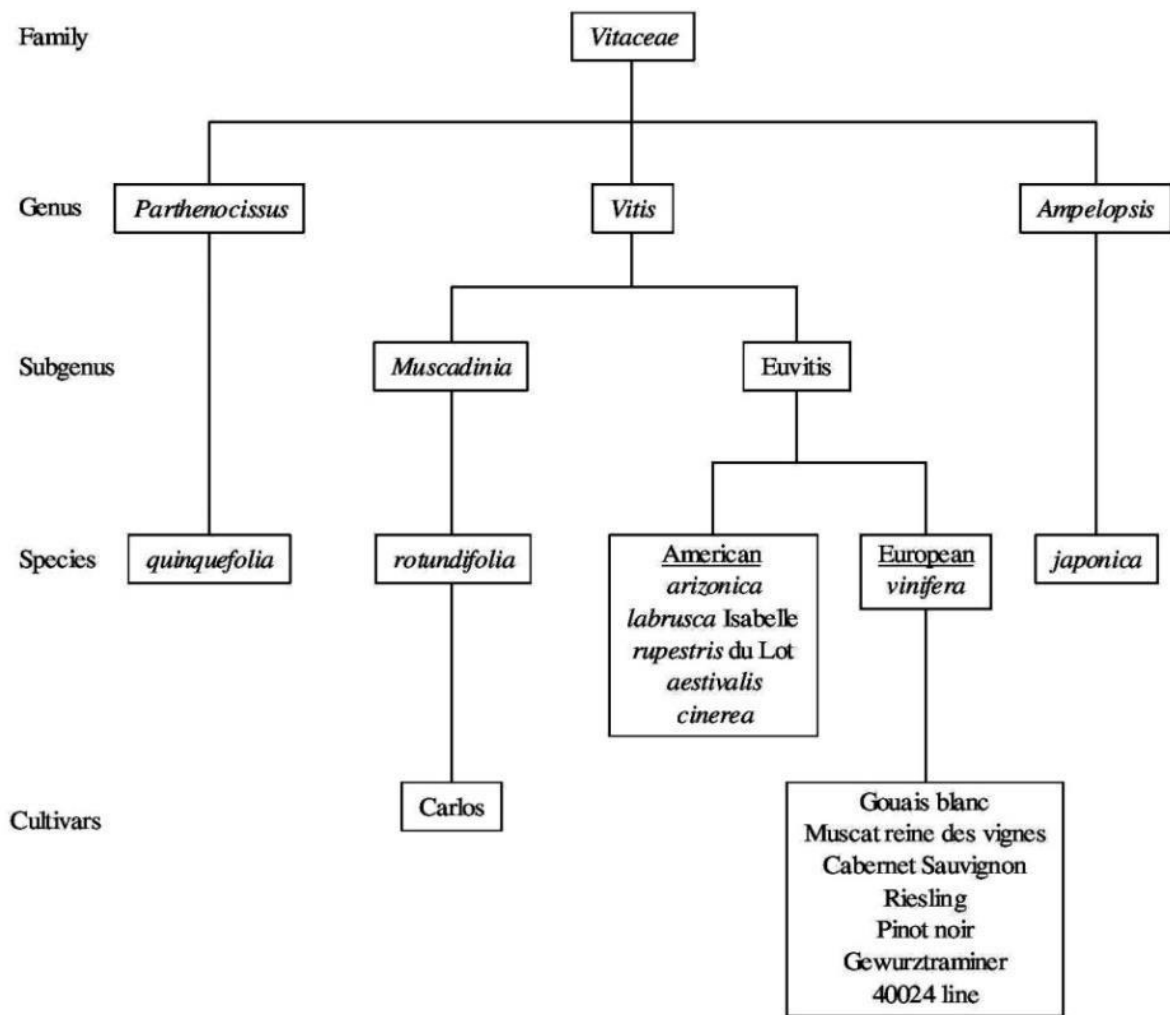 Family
Vitaceae
Genus
Parthenocissus
Vitis
Ampelopsis
Subgenus
Muscadinia
Euvitis
Species
quinquefolia
rotundifolia
American
arizonica
labrusca Isabelle
rupestris du Lot
aestivalis
cinerea
European
vinifera
japonica
Cultivars
Carlos
Gouais blanc
Muscat reine des vignes
Cabernet Sauvignon
Riesling
Pinot noir
Gewurztraminer
40024 line